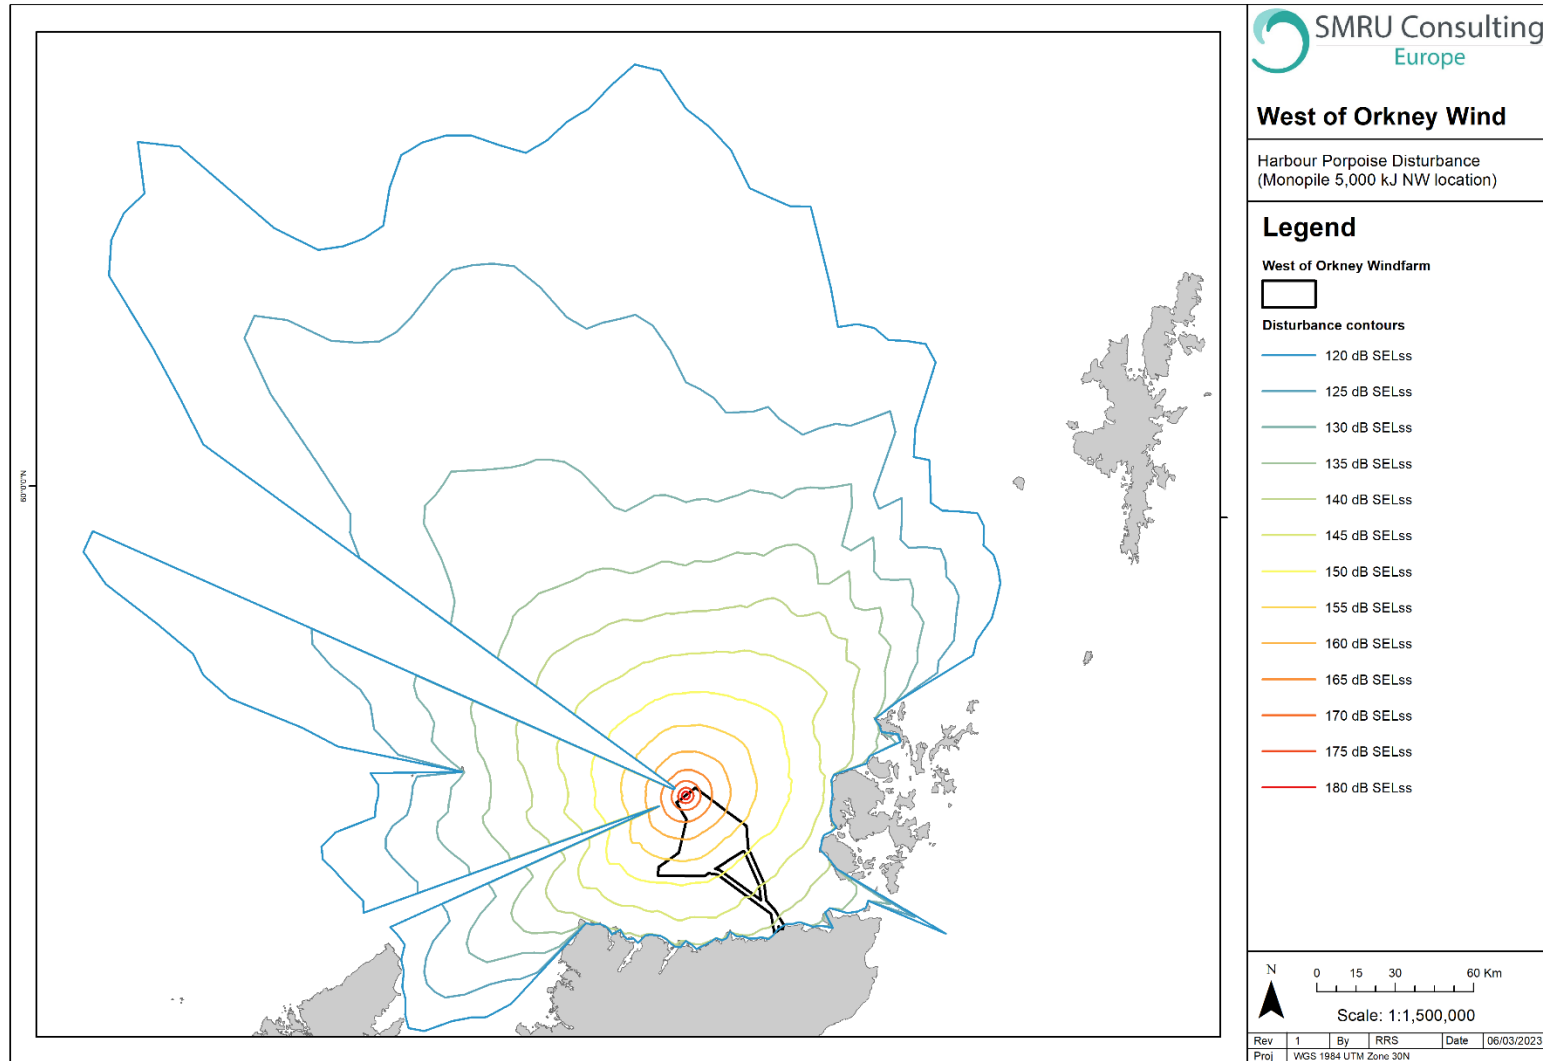 SMRU Consulting
Europe
West of Orkney Wind
Harbour Porpoise Disturbance
(Monopile 5,000 kJ NW location)
Legend
West of Orkney Windfarm
Disturbance contours
120 dB SELss
125 dB SELss
130 dB SELss
135 dB SELss
140 dB SELss
145 dB SELss
150 dB SELss
155 dB SELss
160 dB SELss
165 dB SELss
170 dB SELss
175 dB SELss
180 dB SELss
60°0'0"N
N
0 15 30 60 Km
Scale: 1:1,500,000
Rev 1 By RRS Date 06/03/2023
Proj WGS 1984 UTM Zone 30N